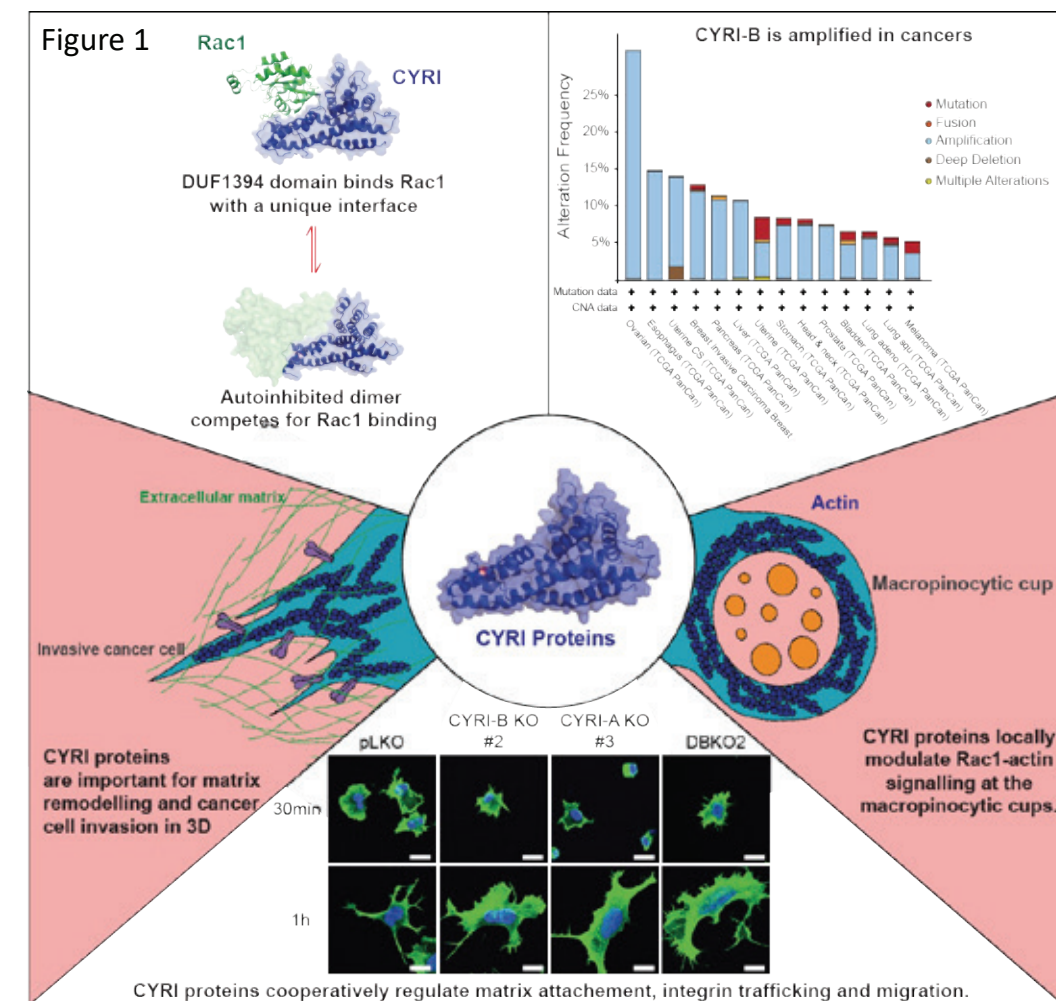 Figure 1
Rac1
CYRI
DUF1394 domain binds Rac1
with a unique interface
Autoinhibited dimer
competes for Rac1 binding
CYRI-B is amplified in cancers
Alteration Frequency
25%
20%
15%
10%
5%
Mutation
Fusion
Amplification
Deep Deletion
Multiple Alterations
Mutation data + + + + + + + + + + + + + +
CNA data + + + + + + + + + + + + + +
Ovarian (TCGA PanCan)
Esophagus (TCGA PanCan)
Uterine CS (TCGA PanCan)
Breast Invasive Carcinoma Breast
Pancreas (TCGA PanCan)
Liver (TCGA PanCan)
Uterine (TCGA PanCan)
Stomach (TCGA PanCan)
Head & neck (TCGA PanCan)
Prostate (TCGA PanCan)
Bladder (TCGA PanCan)
Lung adeno (TCGA PanCan)
Lung squ (TCGA PanCan)
Melanoma (TCGA PanCan)
Extracellular matrix
Invasive cancer cell
CYRI proteins
are important for matrix
remodelling and cancer
cell invasion in 3D
CYRI Proteins
Actin
Macropinocytic cup
CYRI proteins locally
modulate Rac1-actin
signalling at the
macropinocytic cups.
pLKO
CYRI-B KO
#2
CYRI-A KO
#3
DBKO2
30min
1h
CYRI proteins cooperatively regulate matrix attachement, integrin trafficking and migration.